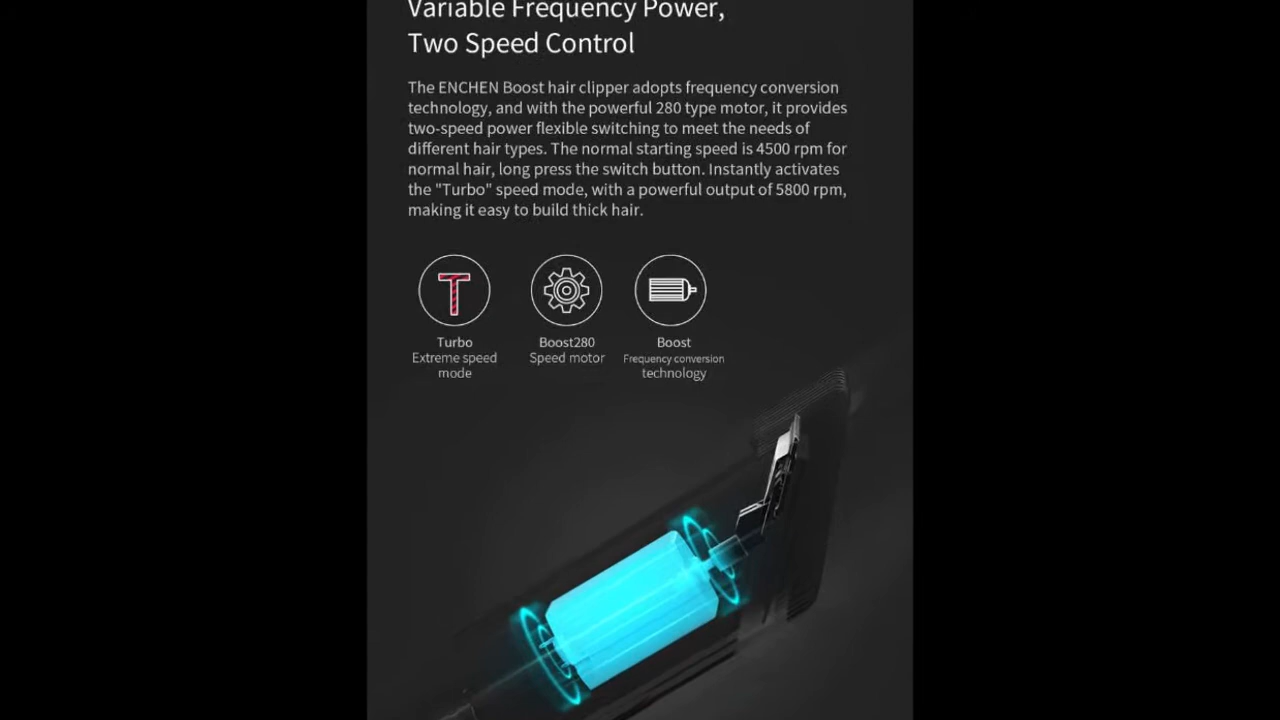 Variable Frequency Power,
Two Speed Control
The ENCHEN Boost hair clipper adopts frequency conversion
technology, and with the powerful 280 type motor, it provides
two-speed power flexible switching to meet the needs of
different hair types. The normal starting speed is 4500 rpm for
normal hair, long press the switch button. Instantly activates
the "Turbo" speed mode, with a powerful output of 5800 rpm,
making it easy to build thick hair.
T
Turbo
Extreme speed
mode
Boost280
Speed motor
Boost
Frequency conversion
technology